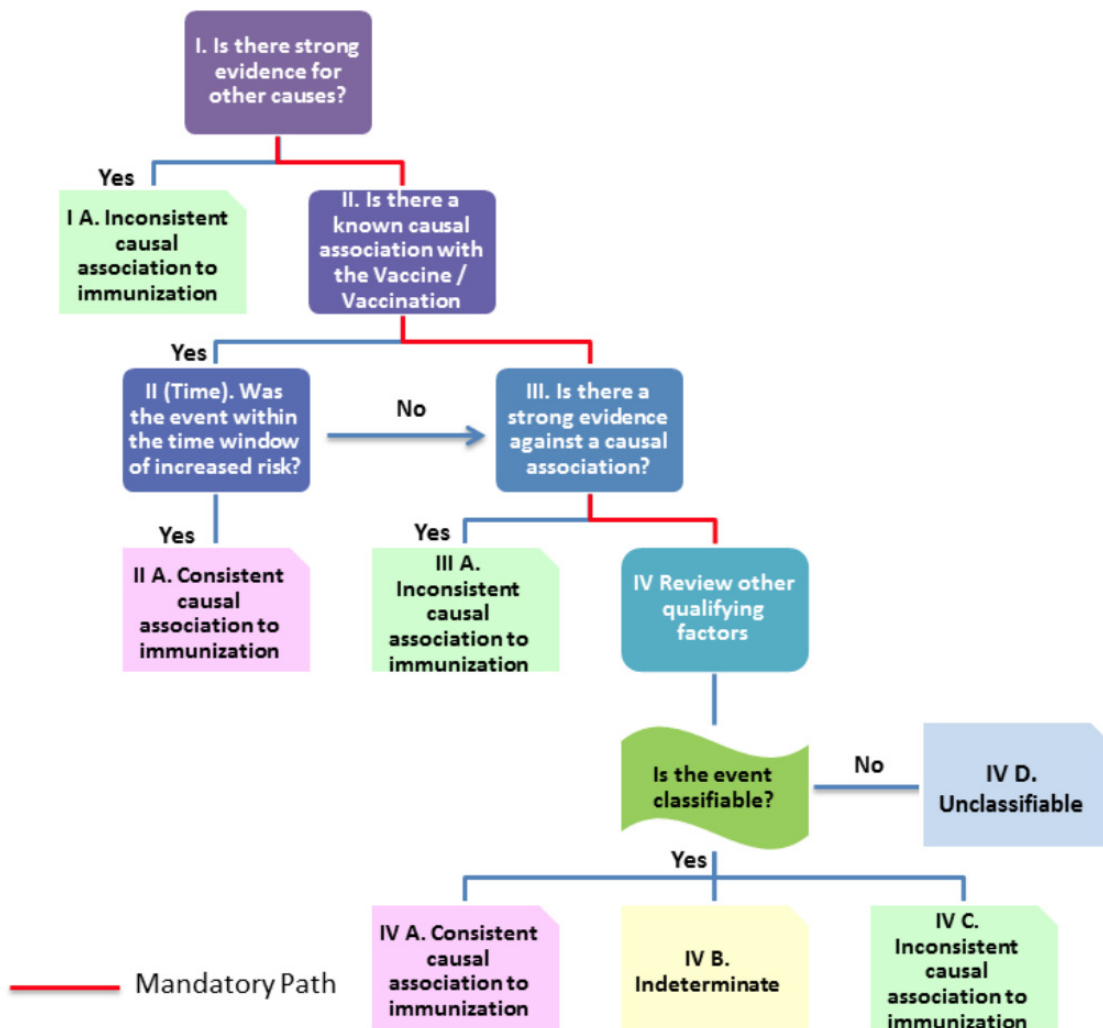 I. Is there strong
evidence for
other causes?
Yes
I A. Inconsistent
causal
association to
immunization
II. Is there a
known causal
association with
the Vaccine /
Vaccination
Yes
II (Time). Was
the event within
the time window
of increased risk?
No
III. Is there a
strong evidence
against a causal
association?
Yes
II A. Consistent
causal
association to
immunization
Yes
III A.
Inconsistent
causal
association to
immunization
IV Review other
qualifying
factors
Is the event
classifiable?
No
IV D.
Unclassifiable
Yes
IV A. Consistent
causal
association to
immunization
IV B.
Indeterminate
IV C.
Inconsistent
causal
association to
immunization
Mandatory Path